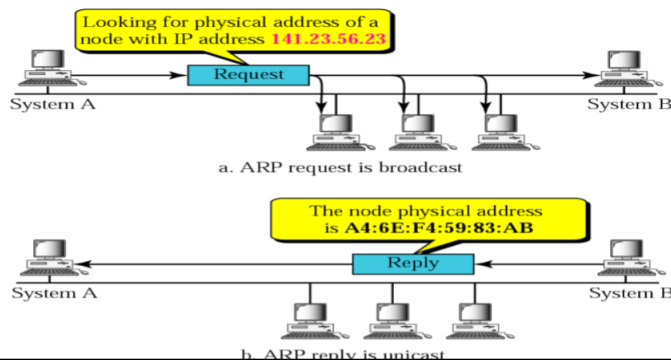 Looking for physical address of a
node with IP address 141.23.56.23
Request
System A
System B
a. ARP request is broadcast
The node physical address
is A4:6E:F4:59:83:AB
Reply
System A
System B
b. ARP reply is unicast